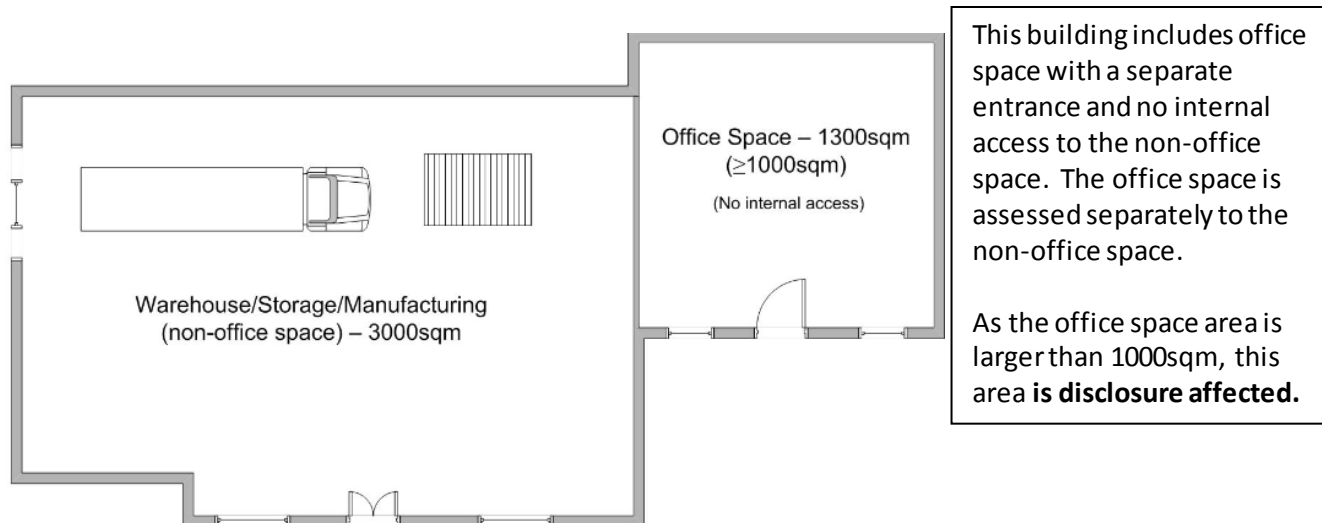 Office Space – 1300sqm
(≥1000sqm)
(No internal access)
Warehouse/Storage/Manufacturing
(non-office space) – 3000sqm
This building includes office
space with a separate
entrance and no internal
access to the non-office
space. The office space is
assessed separately to the
non-office space.
As the office space area is
larger than 1000sqm, this
area is disclosure affected.